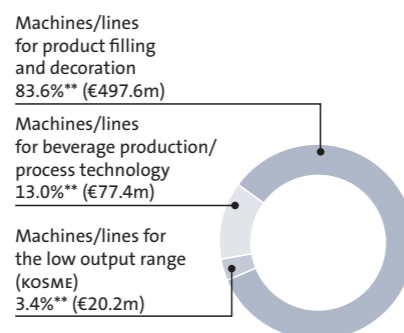 Machines/lines
for product filling
and decoration
83.6%** (€497.6m)
Machines/lines
for beverage production/
process technology
13.0%** (€77.4m)
Machines/lines for
the low output range
(KOSME)
3.4%** (€20.2m)